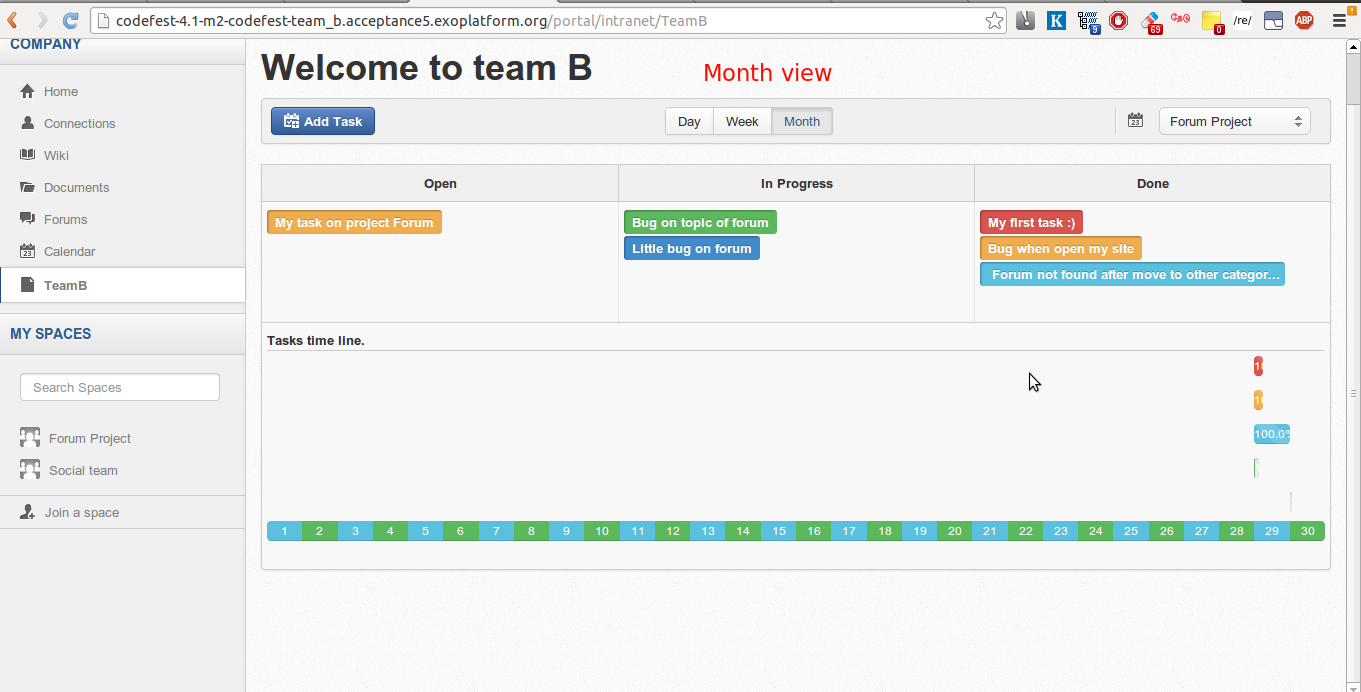 codefest-4.1-m2-codefest-team_b.acceptance5.exoplatform.org/portal/intranet/TeamB
K
9
69
0
/re/
ABP
COMPANY
Home
Connections
Wiki
Documents
Forums
23
Calendar
TeamB
MY SPACES
Search Spaces
Forum Project
Social team
Join a space
Welcome to team B
Month view
Add Task
Day
Week
Month
23
Forum Project
Open
In Progress
Done
My task on project Forum
Bug on topic of forum
Little bug on forum
My first task :)
Bug when open my site
Forum not found after move to other categor...
Tasks time line.
100.0%
1 2 3 4 5 6 7 8 9 10 11 12 13 14 15 16 17 18 19 20 21 22 23 24 25 26 27 28 29 30